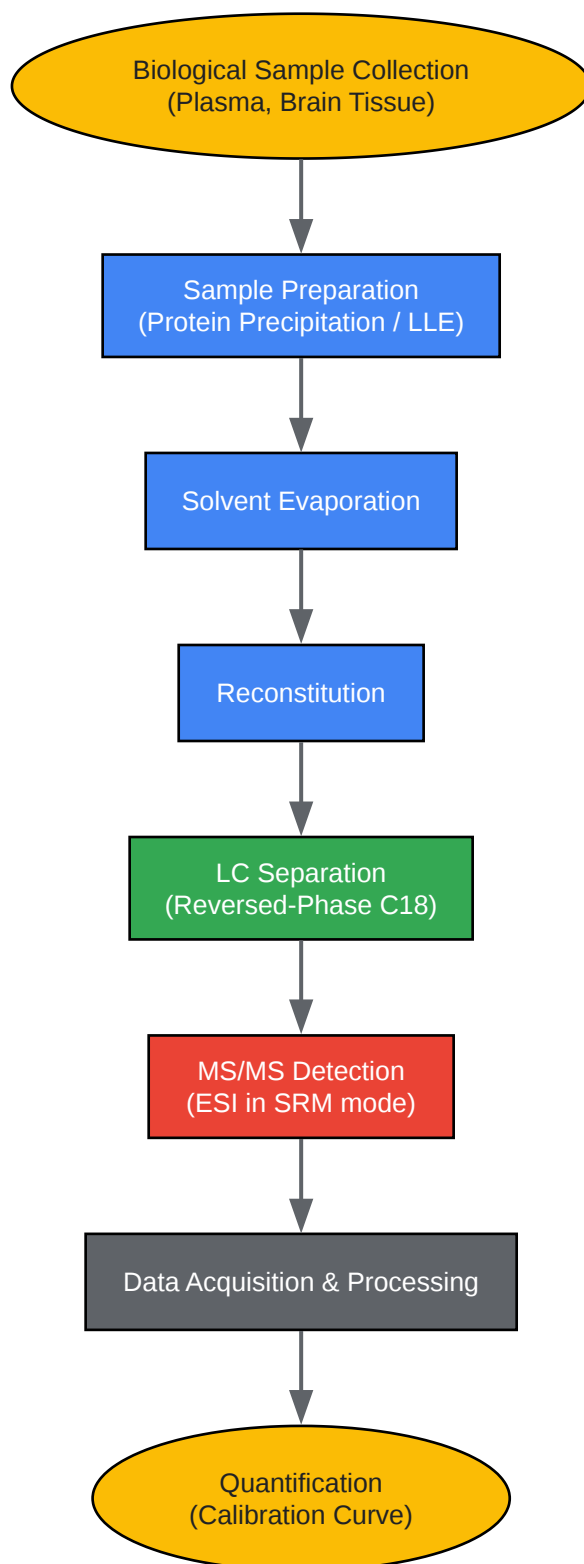 Biological Sample Collection
(Plasma, Brain Tissue)
Sample Preparation
(Protein Precipitation / LLE)
Solvent Evaporation
Reconstitution
LC Separation
(Reversed-Phase C18)
MS/MS Detection
(ESI in SRM mode)
Data Acquisition & Processing
Quantification
(Calibration Curve)